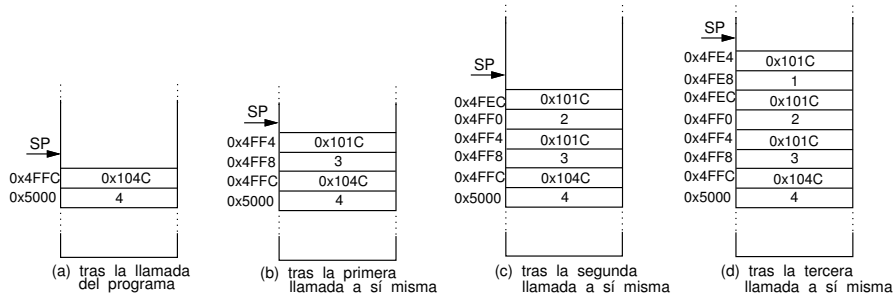 SP
0x4FFC 0x104C
0x5000 4
(a) tras la llamada
del programa
SP
0x4FF4 0x101C
0x4FF8 3
0x4FFC 0x104C
0x5000 4
(b) tras la primera
llamada a sí misma
SP
0x4FEC 0x101C
0x4FF0 2
0x4FF4 0x101C
0x4FF8 3
0x4FFC 0x104C
0x5000 4
(c) tras la segunda
llamada a sí misma
SP
0x4FE4 0x101C
0x4FE8 1
0x4FEC 0x101C
0x4FF0 2
0x4FF4 0x101C
0x4FF8 3
0x4FFC 0x104C
0x5000 4
(d) tras la tercera
llamada a sí misma